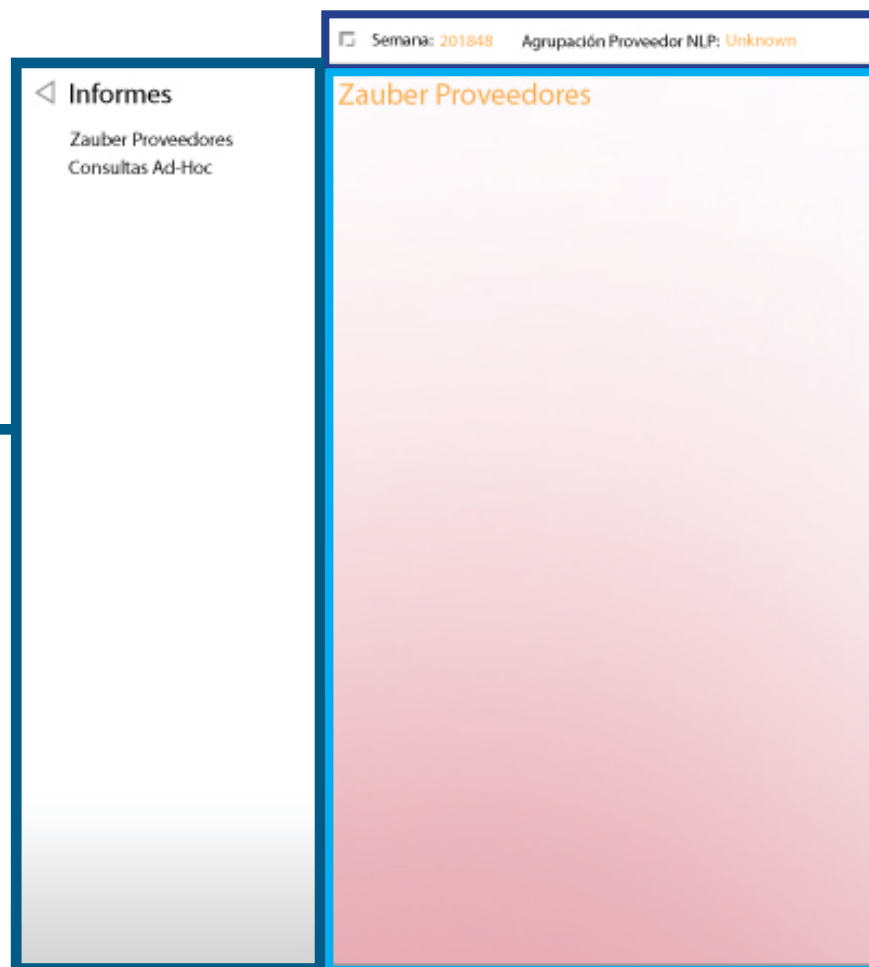 Semana: 201848 Agrupación Proveedor NLP: Unknown
Informes
Zauber Proveedores
Consultas Ad-Hoc
Zauber Proveedores